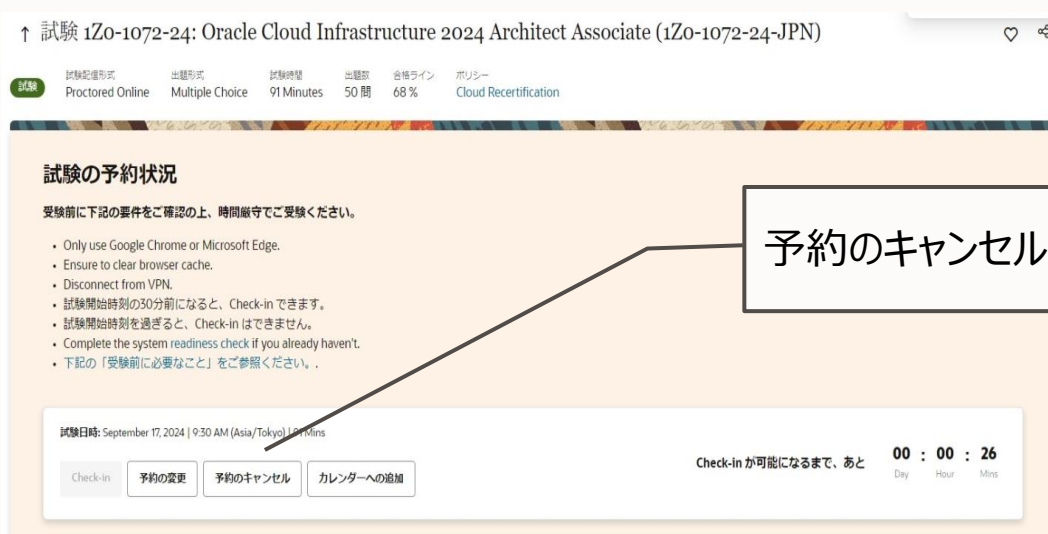 ↑ 試験 1Z0-1072-24: Oracle Cloud Infrastructure 2024 Architect Associate (1Z0-1072-24-JPN)
試験 試験配信形式 出題形式 試験時間 出題数 合格ライン ポリシー
Proctored Online Multiple Choice 91 Minutes 50 問 68 % Cloud Recertification
試験の予約状況
受験前に下記の要件をご確認の上、時間厳守でご受験ください。
• Only use Google Chrome or Microsoft Edge.
• Ensure to clear browser cache.
• Disconnect from VPN.
• 試験開始時刻の30分前になると、Check-in できます。
• 試験開始時刻を過ぎると、Check-in はできません。
• Complete the system readiness check if you already haven't.
• 下記の「受験前に必要なこと」をご参照ください。.
予約のキャンセル
試験日時: September 17, 2024 | 9:30 AM (Asia/Tokyo) | 91 Mins
Check-in 予約の変更 予約のキャンセル カレンダーへの追加
Check-in が可能になるまで、あと 00 : 00 : 26
Day Hour Mins